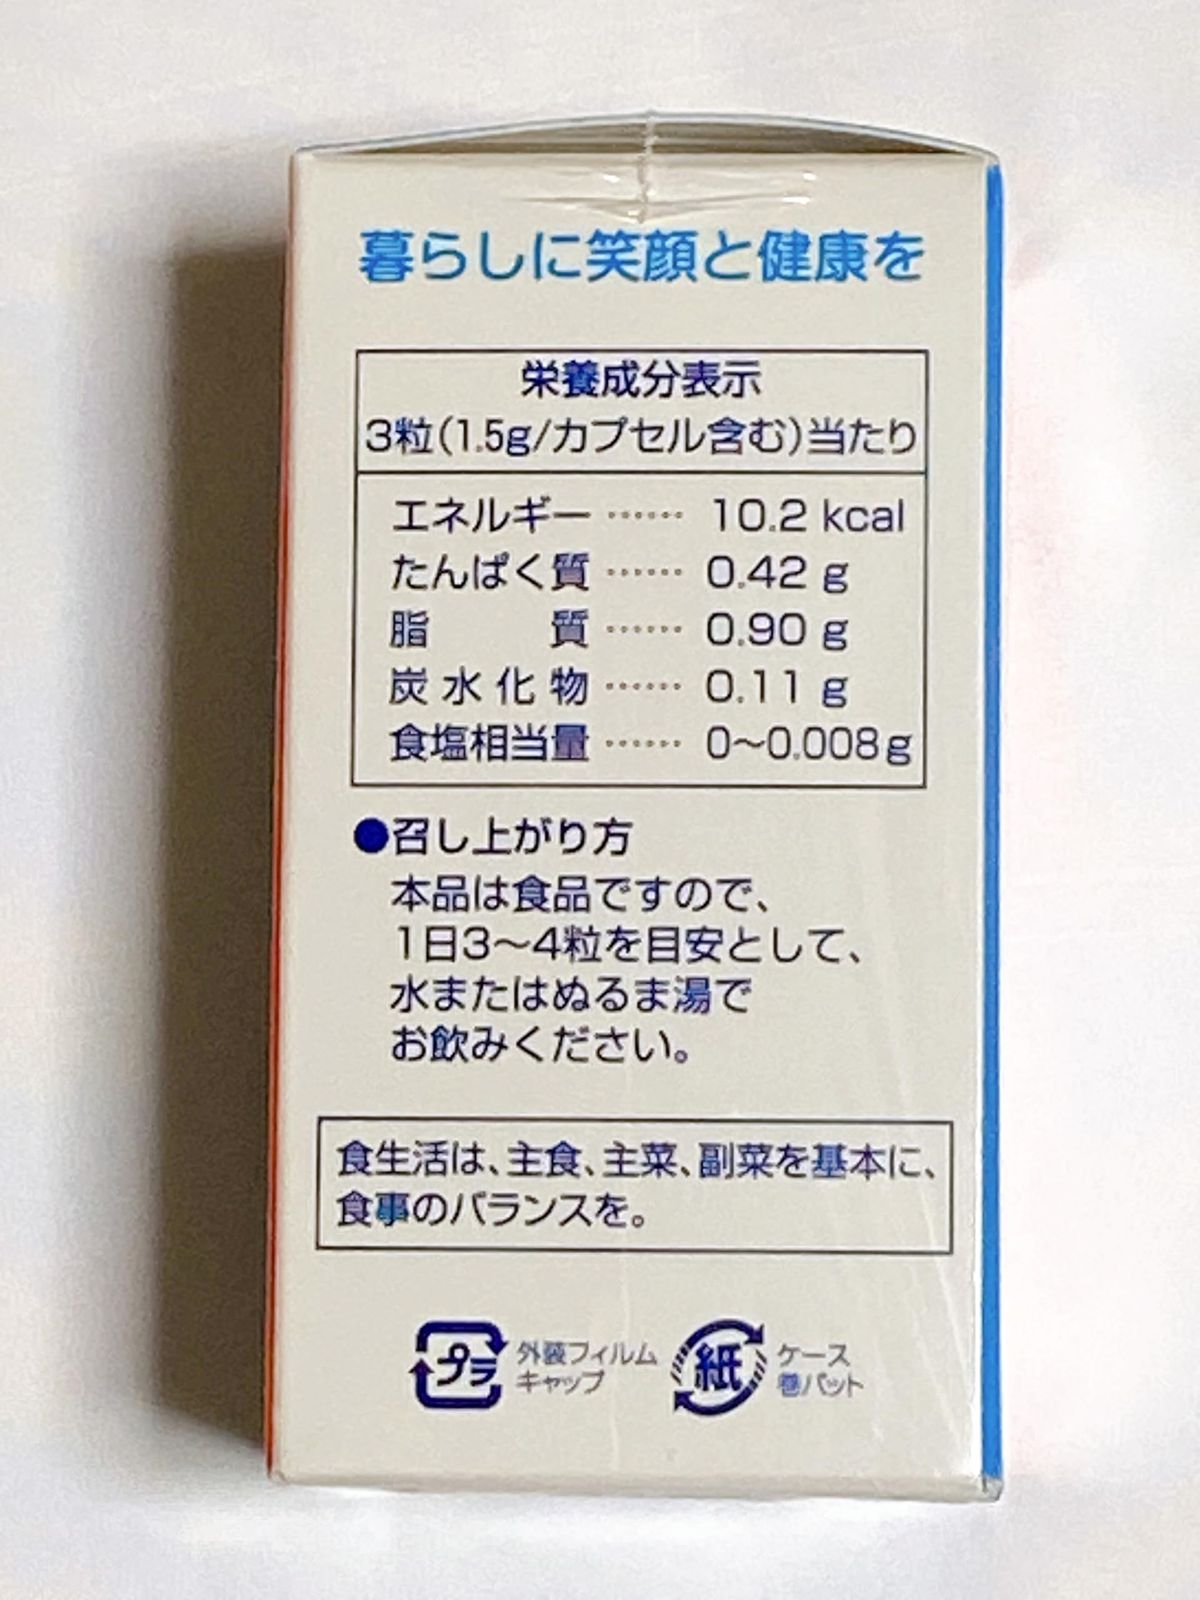 暮らしに笑顔と健康を
栄養成分表示
3粒(1.5g/カプセル含む)当たり
エネルギー …… 10.2 kcal
たんぱく質 …… 0.42 g
脂質 …… 0.90 g
炭水化物 …… 0.11 g
食塩相当量 …… 0~0.008g
●召し上がり方
本品は食品ですので、
1日3~4粒を目安として、
水またはぬるま湯で
お飲みください。
食生活は、主食、主菜、副菜を基本に、
食事のバランスを。
プラ 外装フィルム
キャップ
紙 ケース
巻パット